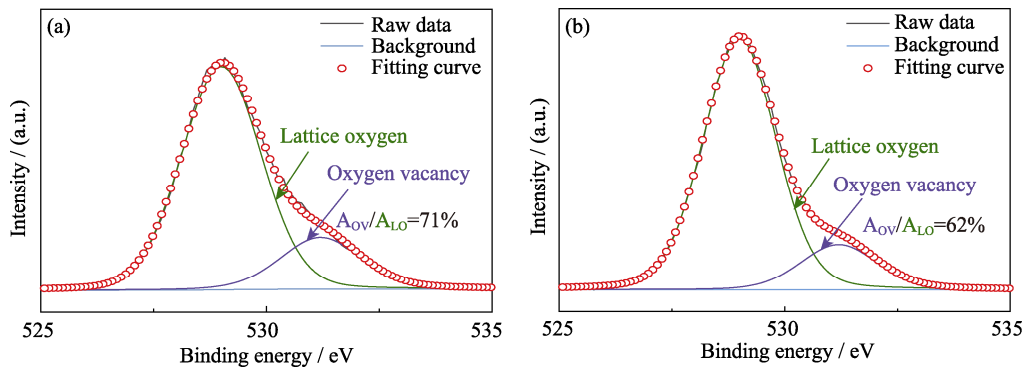 (a)
Raw data
Background
Fitting curve
Lattice oxygen
Oxygen vacancy
AOV/ALO=71%
Intensity / (a.u.)
525
530
535
Binding energy / eV
(b)
Raw data
Background
Fitting curve
Lattice oxygen
Oxygen vacancy
AOV/ALO=62%
Intensity / (a.u.)
525
530
535
Binding energy / eV